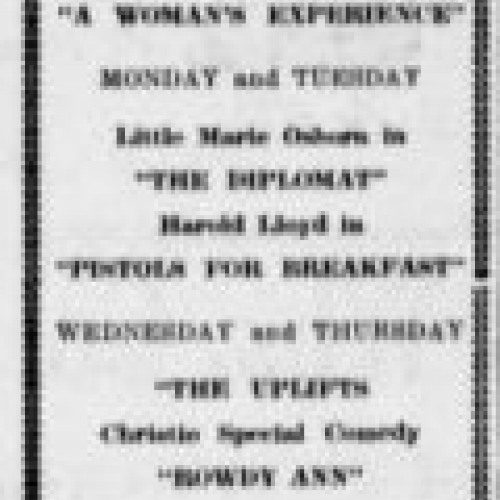 "A WOMAN'S EXPERIENCE"
MONDAY and TUESDAY
Little Marie Osborn in
"THE DIPLOMAT"
Harold Lloyd in
"PISTOLS FOR BREAKFAST"
WEDNESDAY and THURSDAY
"THE UPLIFTS
Christie Special Comedy
"ROWDY ANN"